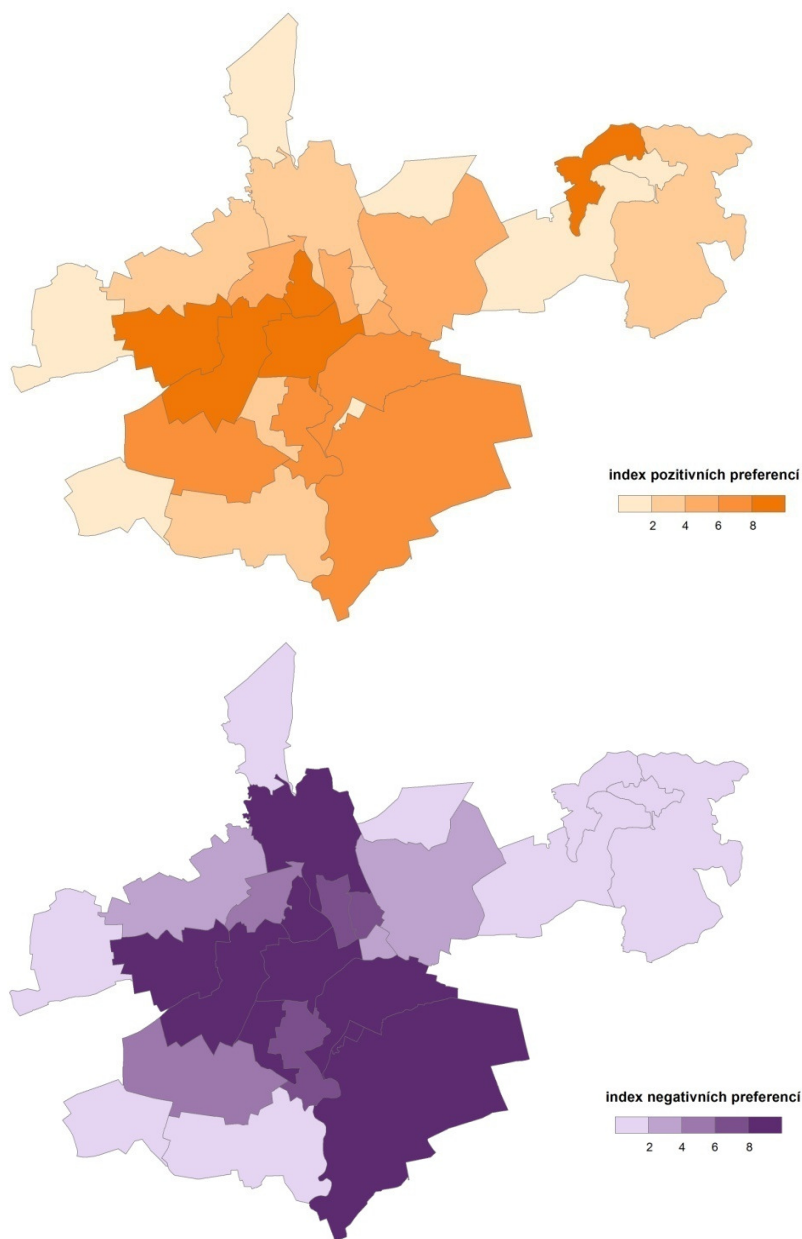 index pozitivních preferencí
2 4 6 8
index negativních preferencí
2 4 6 8